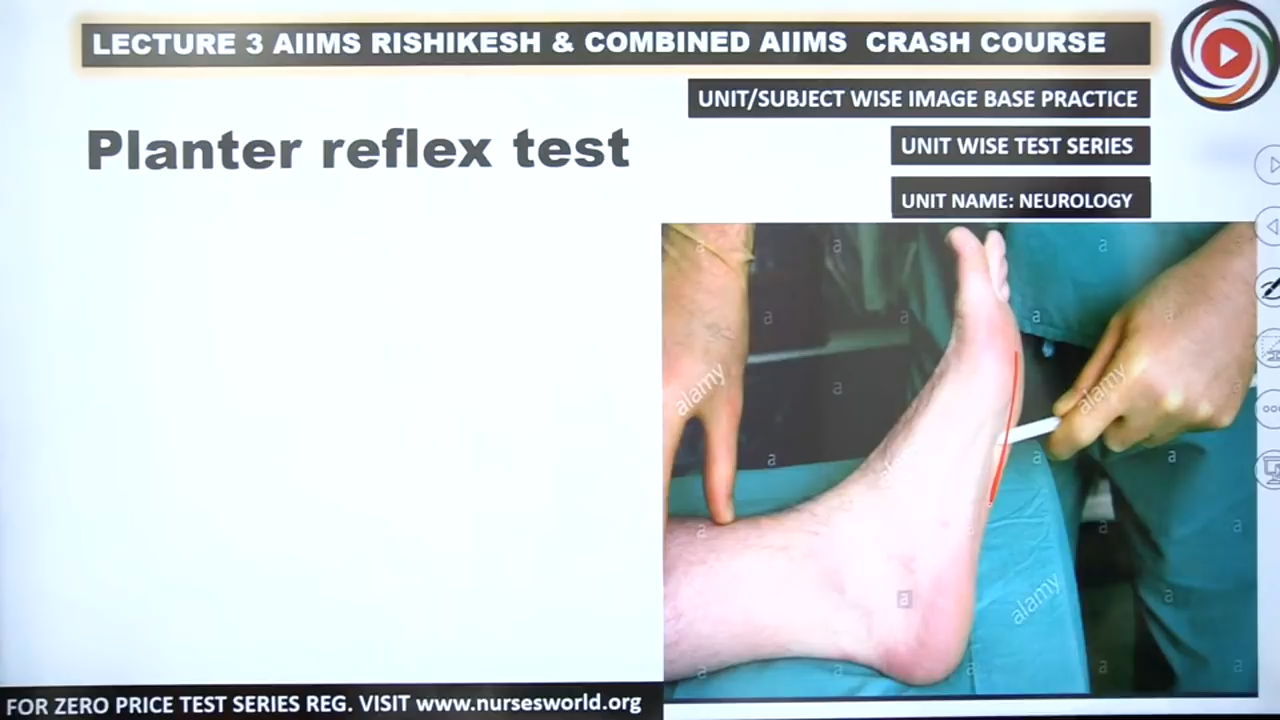 LECTURE 3 AIIMS RISHIKESH & COMBINED AIIMS CRASH COURSE
UNIT/SUBJECT WISE IMAGE BASE PRACTICE
Planter reflex test
UNIT WISE TEST SERIES
UNIT NAME: NEUROLOGY
a a a
a a a a
alamy alamy
a a
a a a
a a a
a a
alamy
a a a a
FOR ZERO PRICE TEST SERIES REG. VISIT www.nursesworld.org